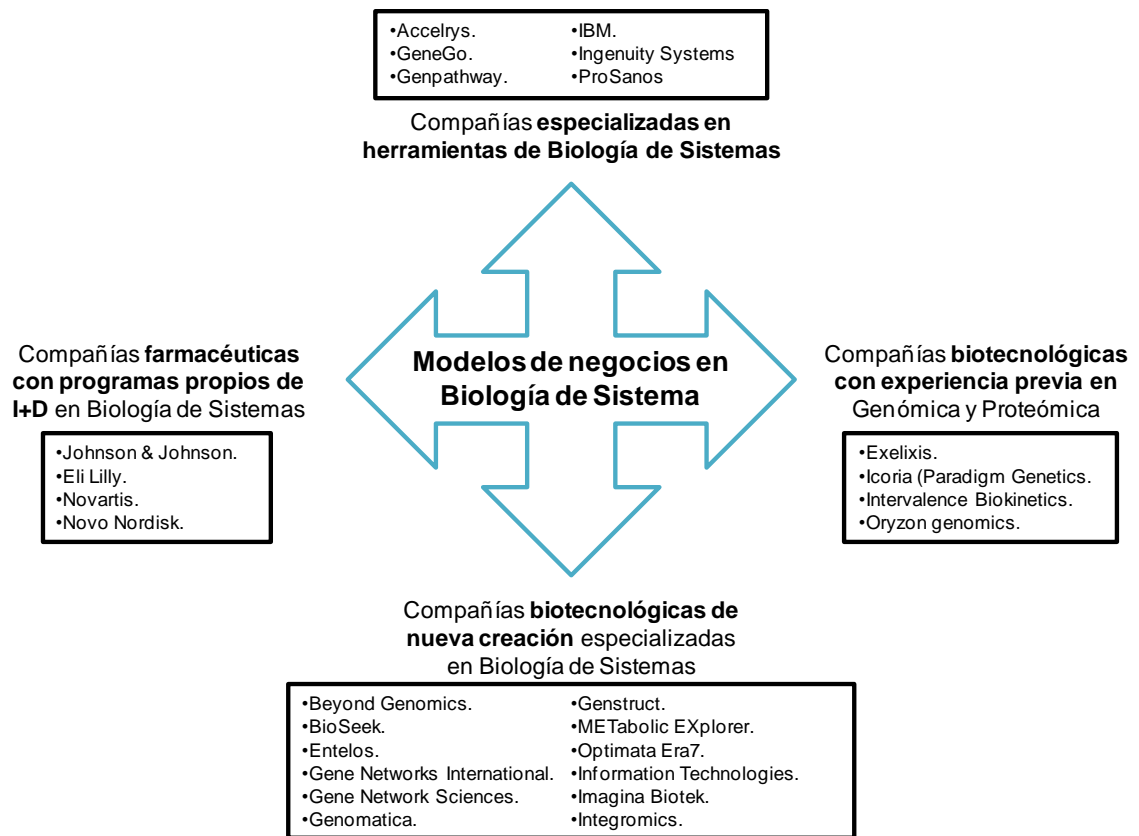 •Accelrys.
•GeneGo.
•Genpathway.
•IBM.
•Ingenuity Systems
•ProSanos
Compañías especializadas en
herramientas de Biología de Sistemas
Compañías farmacéuticas
con programas propios de
I+D en Biología de Sistemas
•Johnson & Johnson.
•Eli Lilly.
•Novartis.
•Novo Nordisk.
Modelos de negocios en
Biología de Sistema
Compañías biotecnológicas
con experiencia previa en
Genómica y Proteómica
•Exelixis.
•Icoria (Paradigm Genetics.
•Intervalence Biokinetics.
•Oryzon genomics.
Compañías biotecnológicas de
nueva creación especializadas
en Biología de Sistemas
•Beyond Genomics.
•BioSeek.
•Entelos.
•Gene Networks International.
•Gene Network Sciences.
•Genomatica.
•Genstruct.
•METabolic EXplorer.
•Optimata Era7.
•Information Technologies.
•Imagina Biotek.
•Integromics.